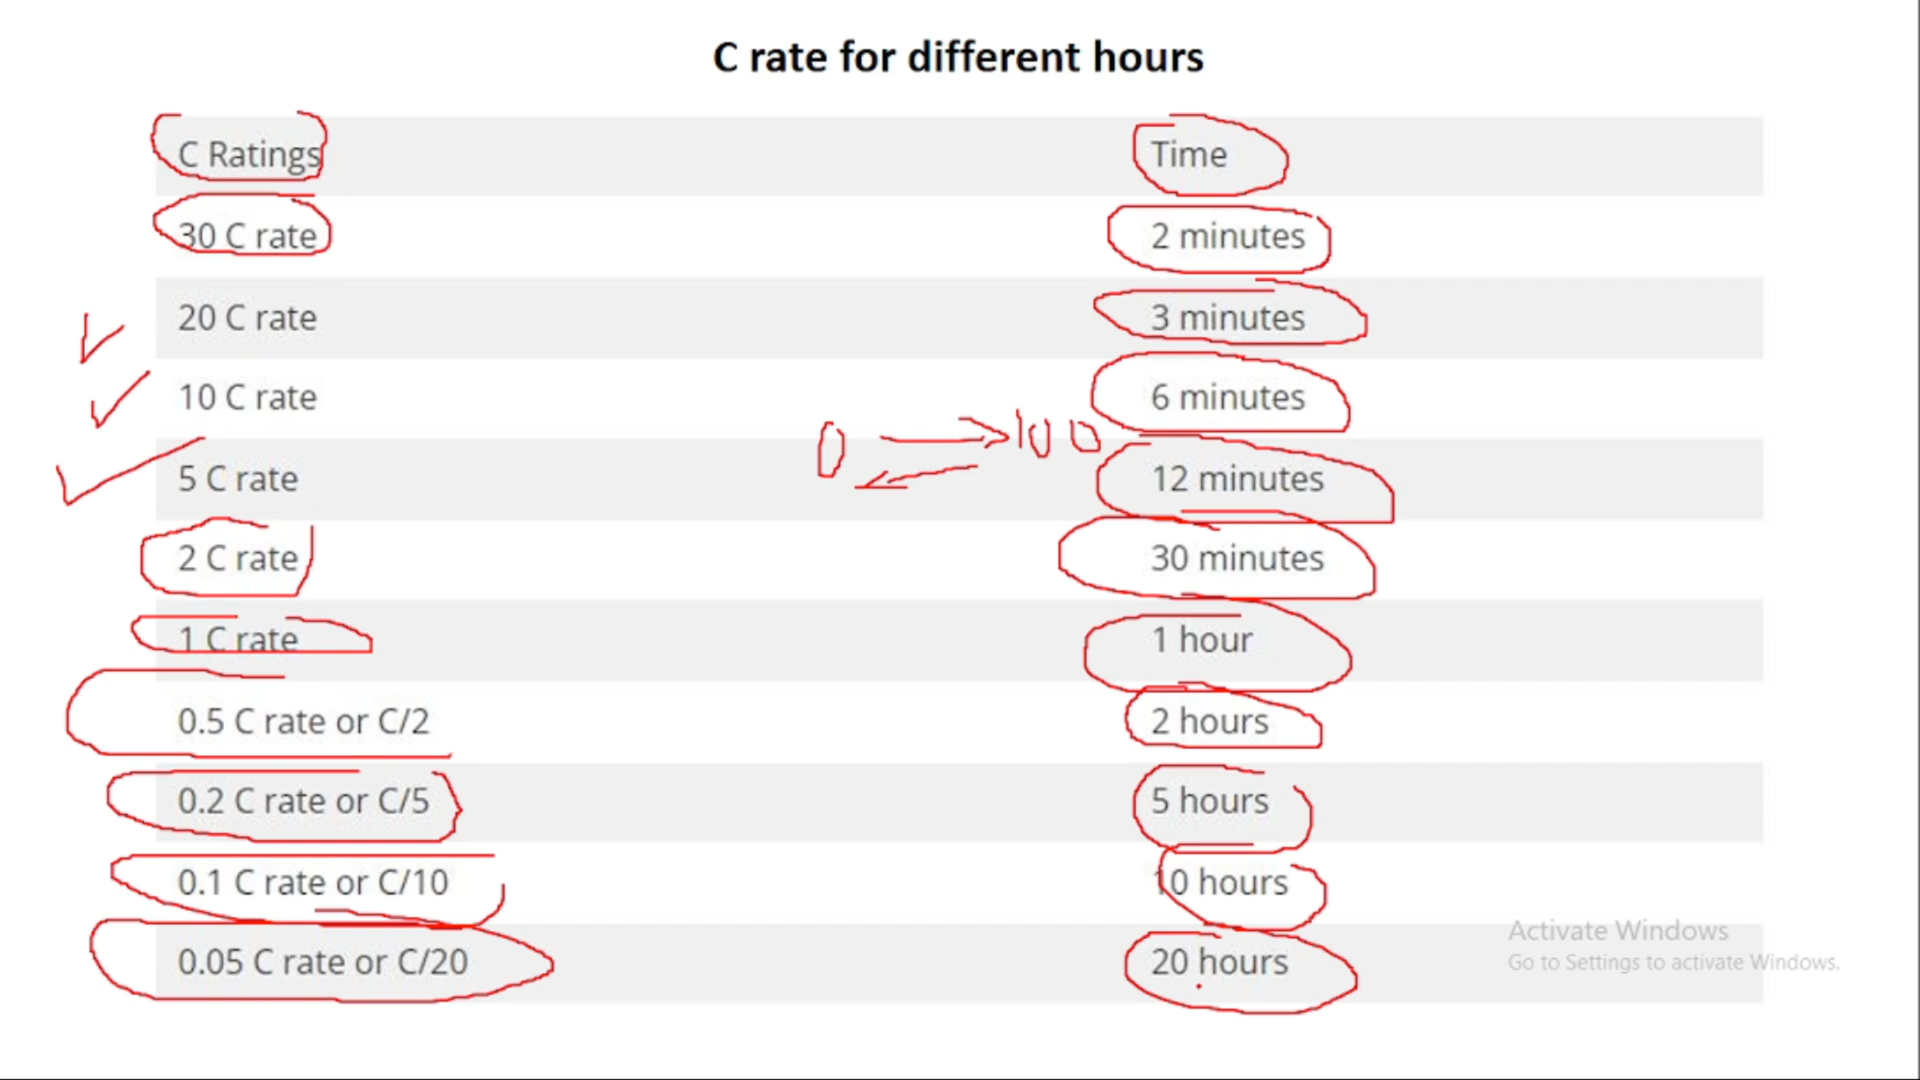 C rate for different hours
C Ratings Time
30 C rate 2 minutes
20 C rate 3 minutes
10 C rate 6 minutes
0 100
5 C rate 12 minutes
2 C rate 30 minutes
1 C rate 1 hour
0.5 C rate or C/2 2 hours
0.2 C rate or C/5 5 hours
0.1 C rate or C/10 10 hours
0.05 C rate or C/20 20 hours
Activate Windows
Go to Settings to activate Windows.